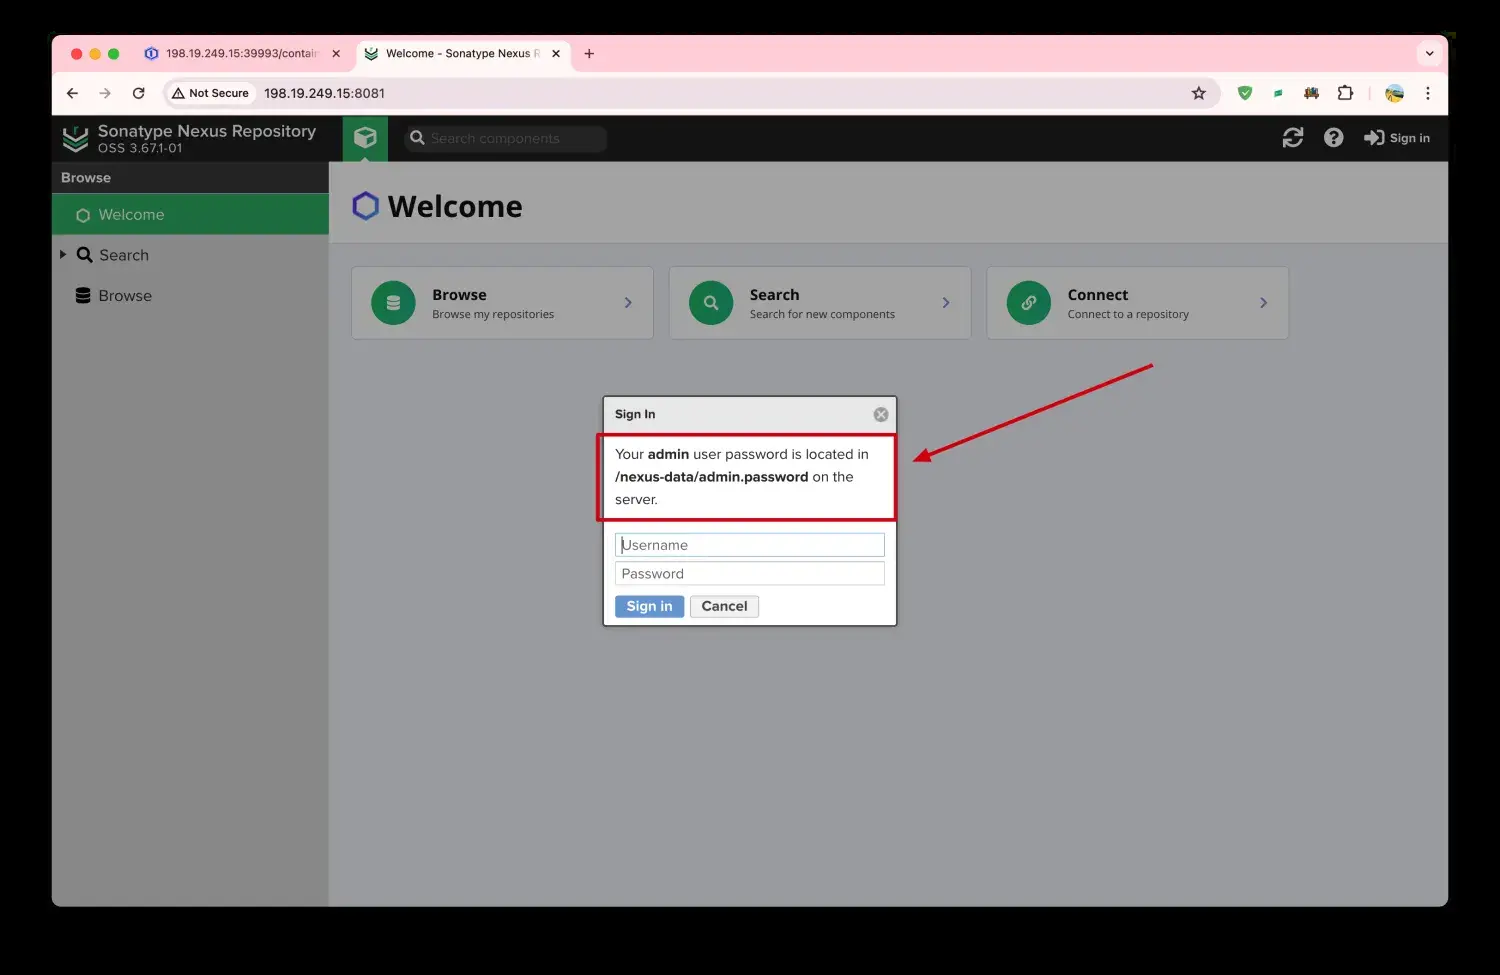 198.19.249.15:39993/contain
Welcome - Sonatype Nexus R
Not Secure
198.19.249.15:8081
Sonatype Nexus Repository
OSS 3.67.1-01
Search components
Sign in
Browse
Welcome
Search
Browse
Welcome
Browse
Browse my repositories
Search
Search for new components
Connect
Connect to a repository
Sign In
Your admin user password is located in
/nexus-data/admin.password on the
server.
Username
Password
Sign in
Cancel